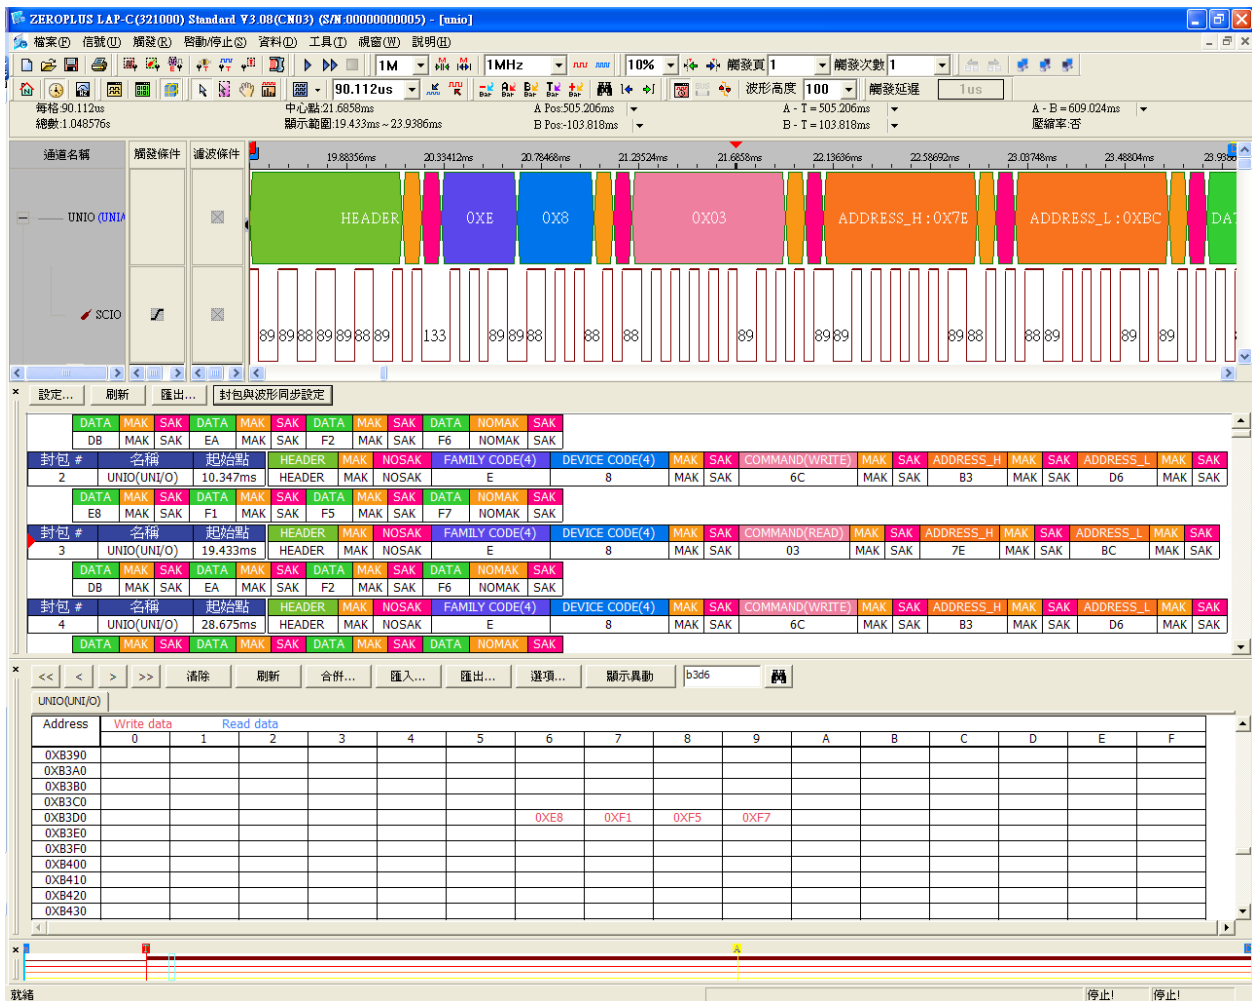 ZEROPLUS LAP-C(321000) Standard V3.08(CN03) (S/N:00000000005) - [unio]
檔案(F) 信號(U) 觸發(R) 啓動/停止(S) 資料(D) 工具(T) 視窗(W) 說明(H)
1M 1MHz 10% 觸發頁 1 觸發次數 1
90.112us Bar Bar Bar Bar 波形高度 100 觸發延遲 1us
每格:90.112us 中心點:21.6858ms A Pos:505.206ms A - T = 505.206ms A - B = 609.024ms
總數:1.048576s 顯示範圍:19.433ms ~ 23.9386ms B Pos:-103.818ms B - T = 103.818ms 壓縮率:否
通道名稱 觸發條件 濾波條件 19.88356ms 20.33412ms 20.78468ms 21.23524ms 21.6858ms 22.13636ms 22.58692ms 23.03748ms 23.48804ms
UNIO (UNI HEADER 0XE 0X8 0X03 ADDRESS_H:0X7E ADDRESS_L:0XBC DA
SCIO 89 89 88 89 89 88 89 133 89 89 88 88 88 89 89 89 89 88 88 89 89 89
設定... 刷新 匯出... 封包與波形同步設定
DATA MAK SAK DATA MAK SAK DATA MAK SAK DATA NOMAK SAK
DB MAK SAK EA MAK SAK F2 MAK SAK F6 NOMAK SAK
封包 # 名稱 起始點 HEADER MAK NOSAK FAMILY CODE(4) DEVICE CODE(4) MAK SAK COMMAND(WRITE) MAK SAK ADDRESS_H MAK SAK ADDRESS_L MAK SAK
2 UNIO(UNI/O) 10.347ms HEADER MAK NOSAK E 8 MAK SAK 6C MAK SAK B3 MAK SAK D6 MAK SAK
DATA MAK SAK DATA MAK SAK DATA MAK SAK DATA NOMAK SAK
E8 MAK SAK F1 MAK SAK F5 MAK SAK F7 NOMAK SAK
封包 # 名稱 起始點 HEADER MAK NOSAK FAMILY CODE(4) DEVICE CODE(4) MAK SAK COMMAND(READ) MAK SAK ADDRESS_H MAK SAK ADDRESS_L MAK SAK
3 UNIO(UNI/O) 19.433ms HEADER MAK NOSAK E 8 MAK SAK 03 MAK SAK 7E MAK SAK BC MAK SAK
DATA MAK SAK DATA MAK SAK DATA MAK SAK DATA NOMAK SAK
DB MAK SAK EA MAK SAK F2 MAK SAK F6 NOMAK SAK
封包 # 名稱 起始點 HEADER MAK NOSAK FAMILY CODE(4) DEVICE CODE(4) MAK SAK COMMAND(WRITE) MAK SAK ADDRESS_H MAK SAK ADDRESS_L MAK SAK
4 UNIO(UNI/O) 28.675ms HEADER MAK NOSAK E 8 MAK SAK 6C MAK SAK B3 MAK SAK D6 MAK SAK
DATA MAK SAK DATA MAK SAK DATA MAK SAK DATA NOMAK SAK
<< < > >> 清除 刷新 合併... 匯入... 匯出... 選項... 顯示異動 b3d6
UNIO(UNI/O)
Address Write data Read data
0 1 2 3 4 5 6 7 8 9 A B C D E F
0XB390
0XB3A0
0XB3B0
0XB3C0
0XB3D0 0XE8 0XF1 0XF5 0XF7
0XB3E0
0XB3F0
0XB400
0XB410
0XB420
0XB430
T A
就緒 停止! 停止!